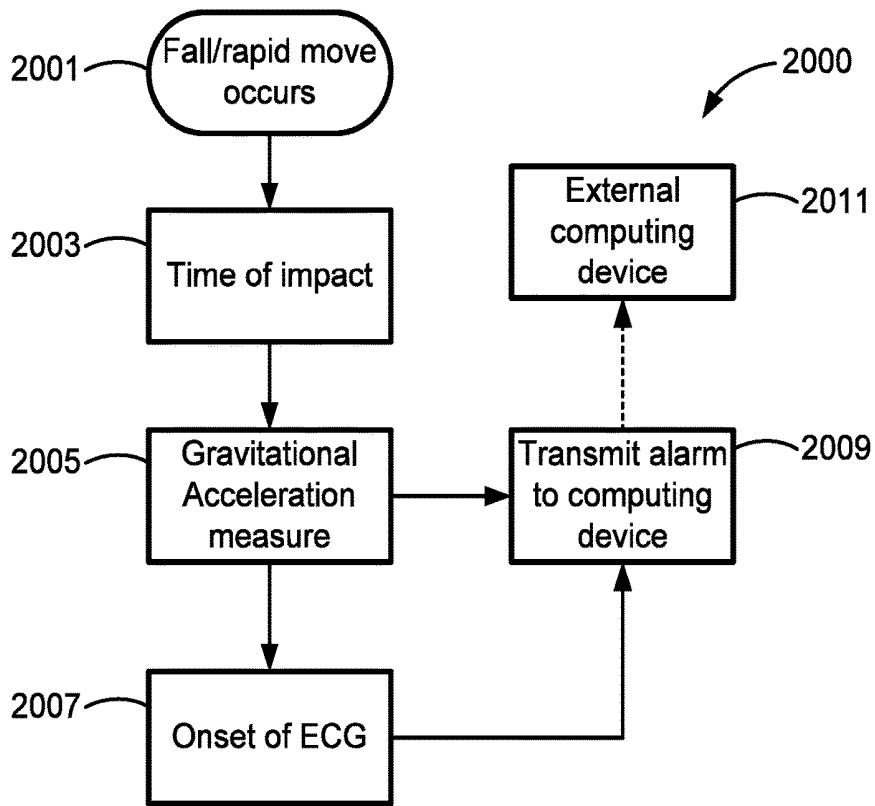 2001
Fall/rapid move
occurs
2000
2003
Time of impact
External
computing
device
2011
2005
Gravitational
Acceleration
measure
Transmit alarm
to computing
device
2009
2007
Onset of ECG